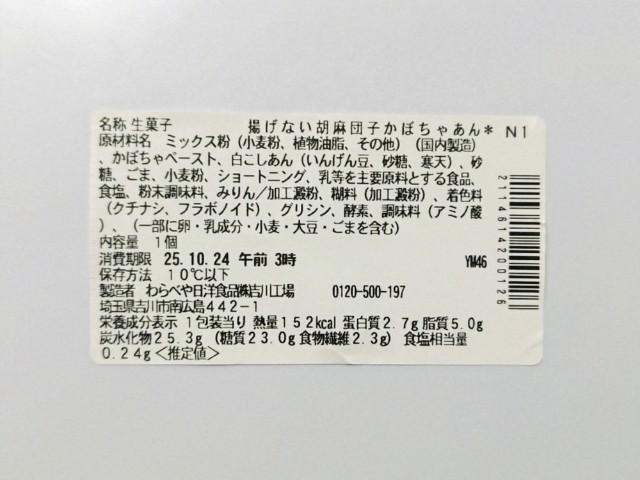 名称 生菓子　　　　揚げない胡麻団子かぼちゃあん＊ N1
原材料名　ミックス粉（小麦粉、植物油脂、その他）（国内製造）
、かぼちゃペースト、白こしあん（いんげん豆、砂糖、寒天）、砂
糖、ごま、小麦粉、ショートニング、乳等を主要原料とする食品、
食塩、粉末調味料、みりん／加工澱粉、糊料（加工澱粉）、着色料
（クチナシ、フラボノイド）、グリシン、酵素、調味料（アミノ酸
）、（一部に卵・乳成分・小麦・大豆・ごまを含む）
内容量　1個
消費期限　25.10.24 午前 3時　YM46
保存方法　10℃以下
製造者　わらべや日洋食品㈱吉川工場　0120-500-197
埼玉県吉川市南広島442－1
栄養成分表示 1包装当り 熱量152kcal 蛋白質2.7g 脂質5.0g
炭水化物25.3g （糖質23.0g 食物繊維2.3g） 食塩相当量
0.24g＜推定値＞
2114614200126